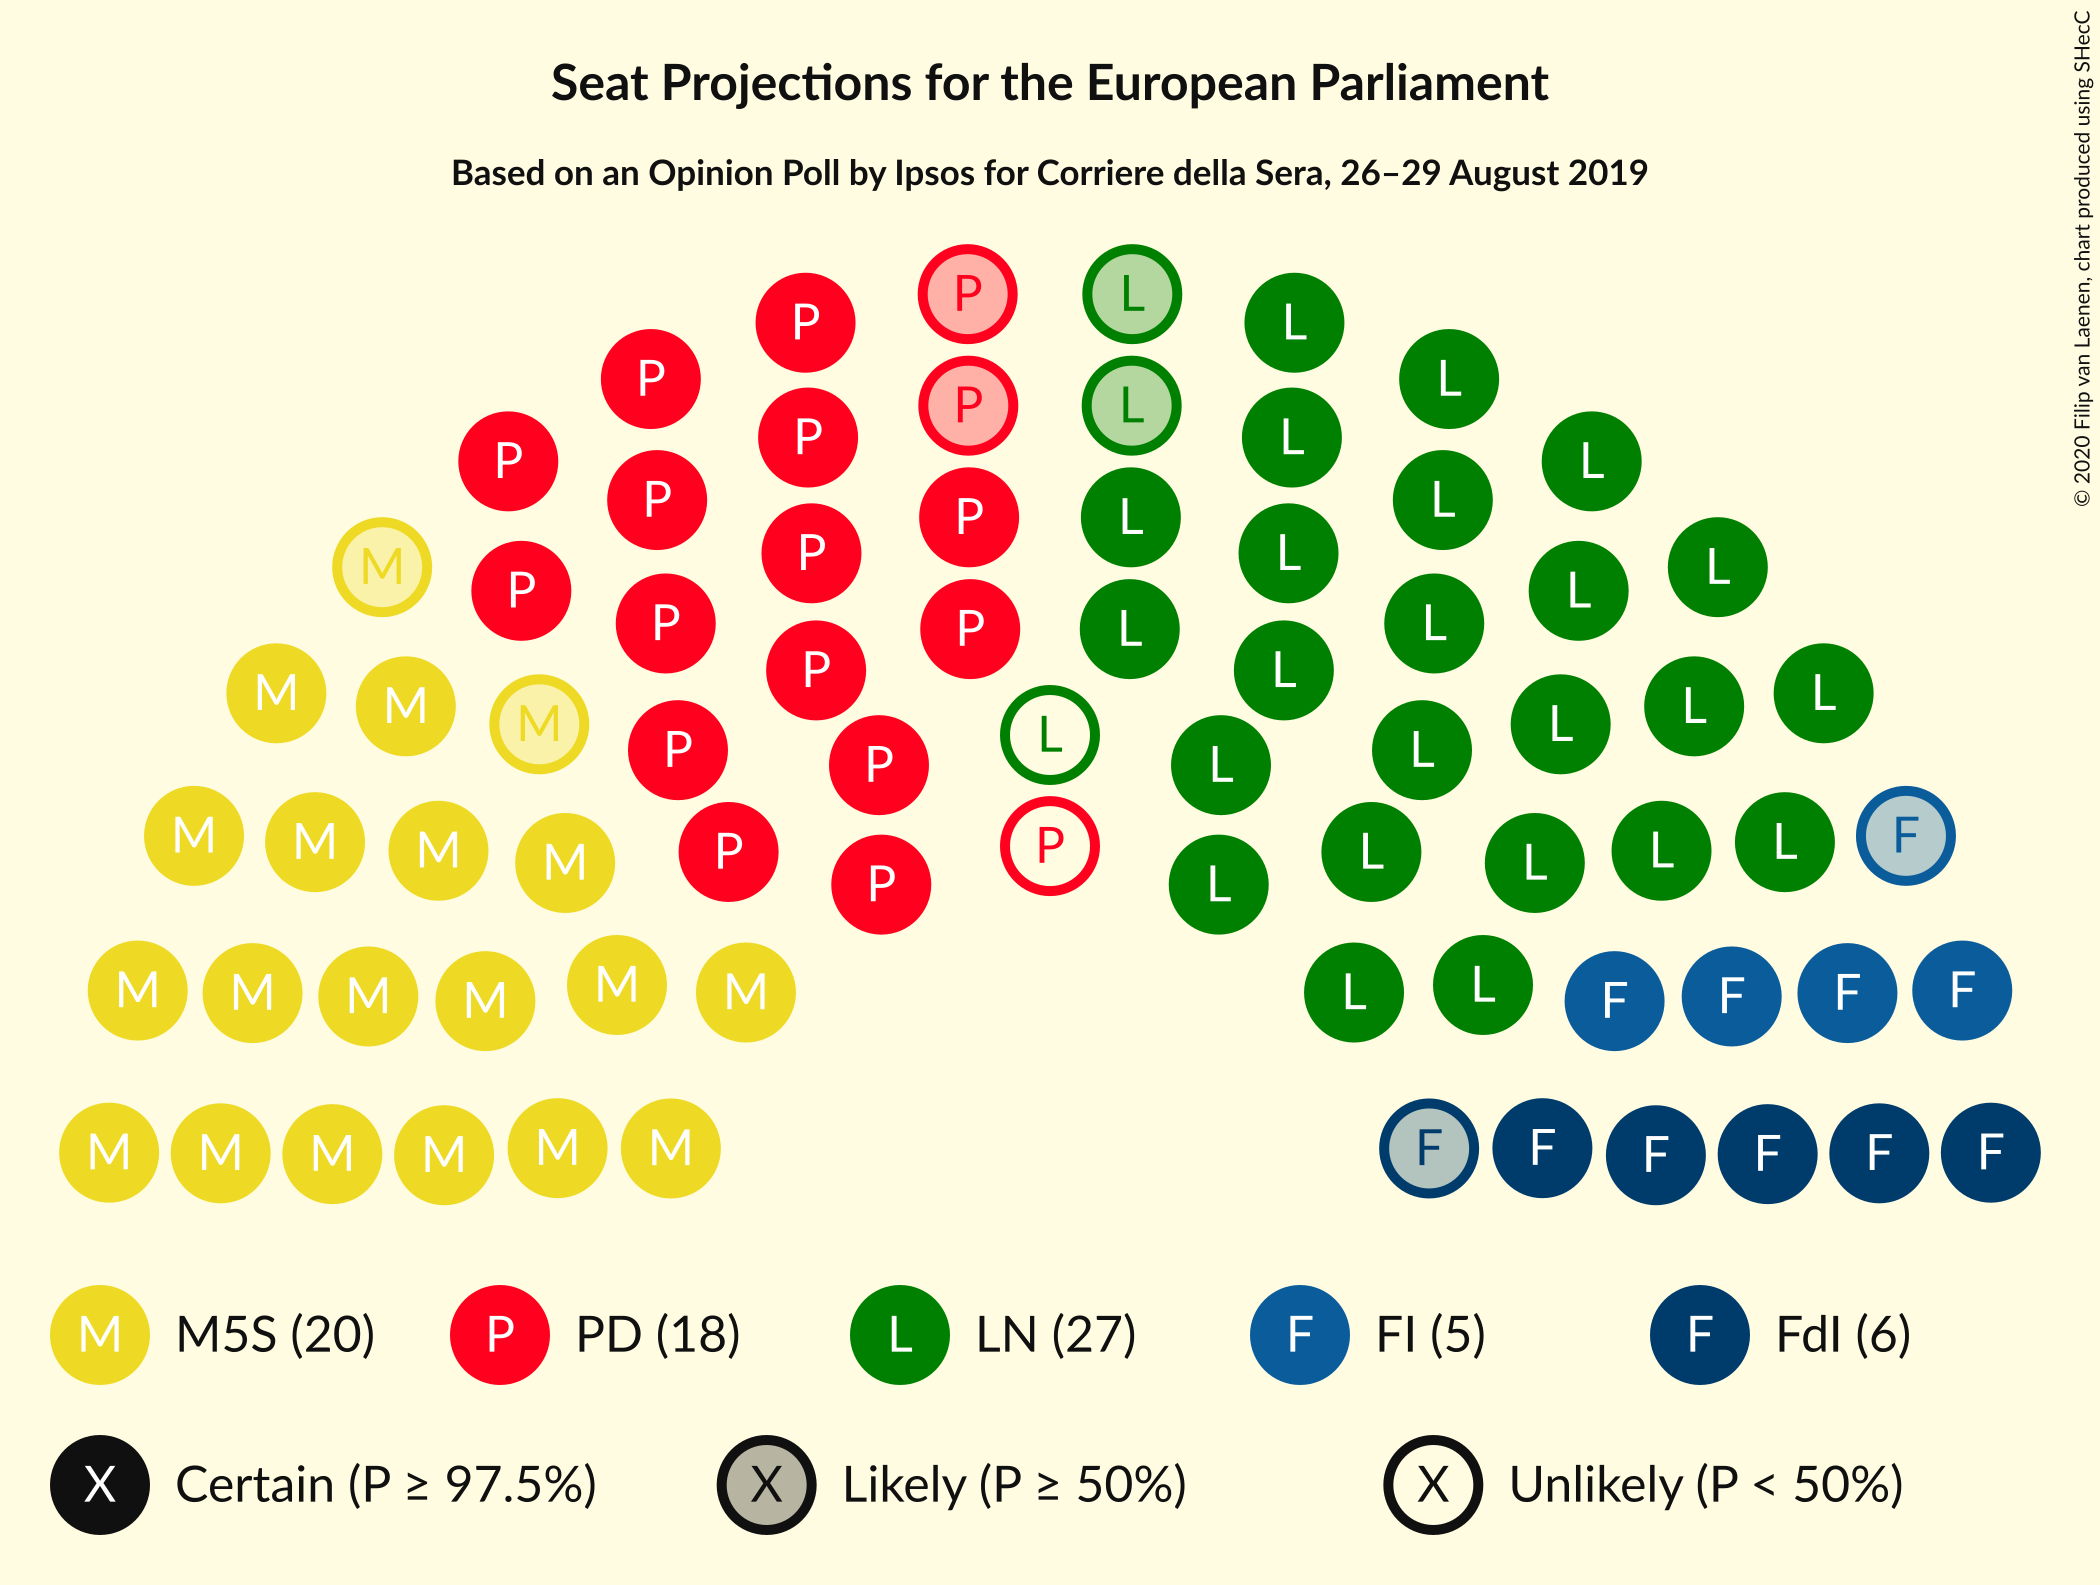 Seat Projections for the European Parliament
Based on an Opinion Poll by Ipsos for Corriere della Sera, 26–29 August 2019
© 2020 Filip van Laenen, chart produced using SHecC
P L
P P L L
P P L L
P P L L
P P L L
P P L L
P P L L
M M L
P P L L
P P L L
P P L L
M M L L
M P L L
P L L P
M M M M P P P L L L L L F
P L
M M M M M M L L F F F F
M M M M M M F F F F F F
M M5S (20) P PD (18) L LN (27) F FI (5) F FdI (6)
X Certain (P ≥ 97.5%) X Likely (P ≥ 50%) X Unlikely (P < 50%)